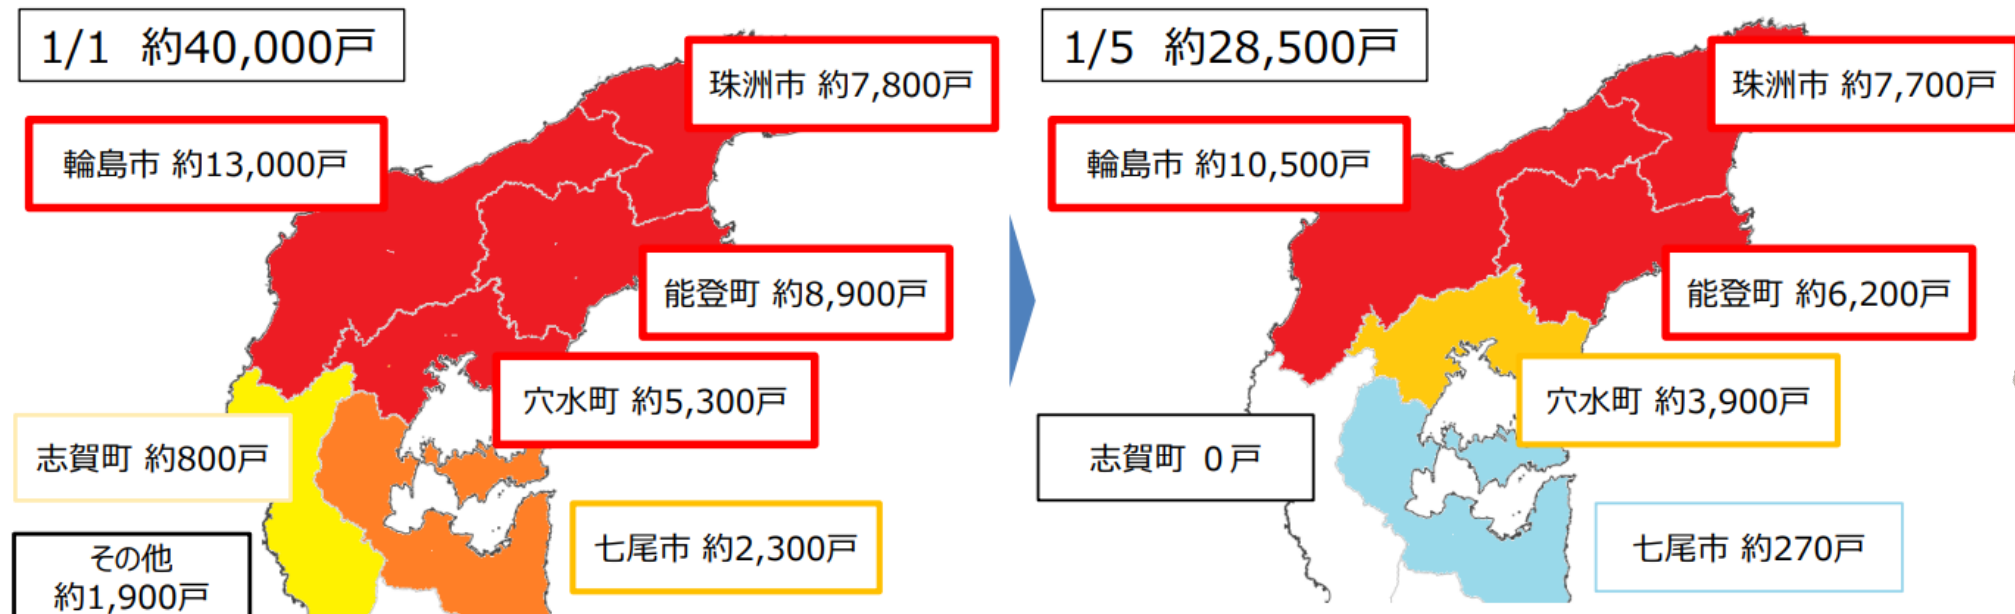 1/1 約40,000戸
珠洲市 約7,800戸
輪島市 約13,000戸
能登町 約8,900戸
穴水町 約5,300戸
志賀町 約800戸
七尾市 約2,300戸
その他
約1,900戸
1/5 約28,500戸
珠洲市 約7,700戸
輪島市 約10,500戸
能登町 約6,200戸
穴水町 約3,900戸
志賀町 0戸
七尾市 約270戸